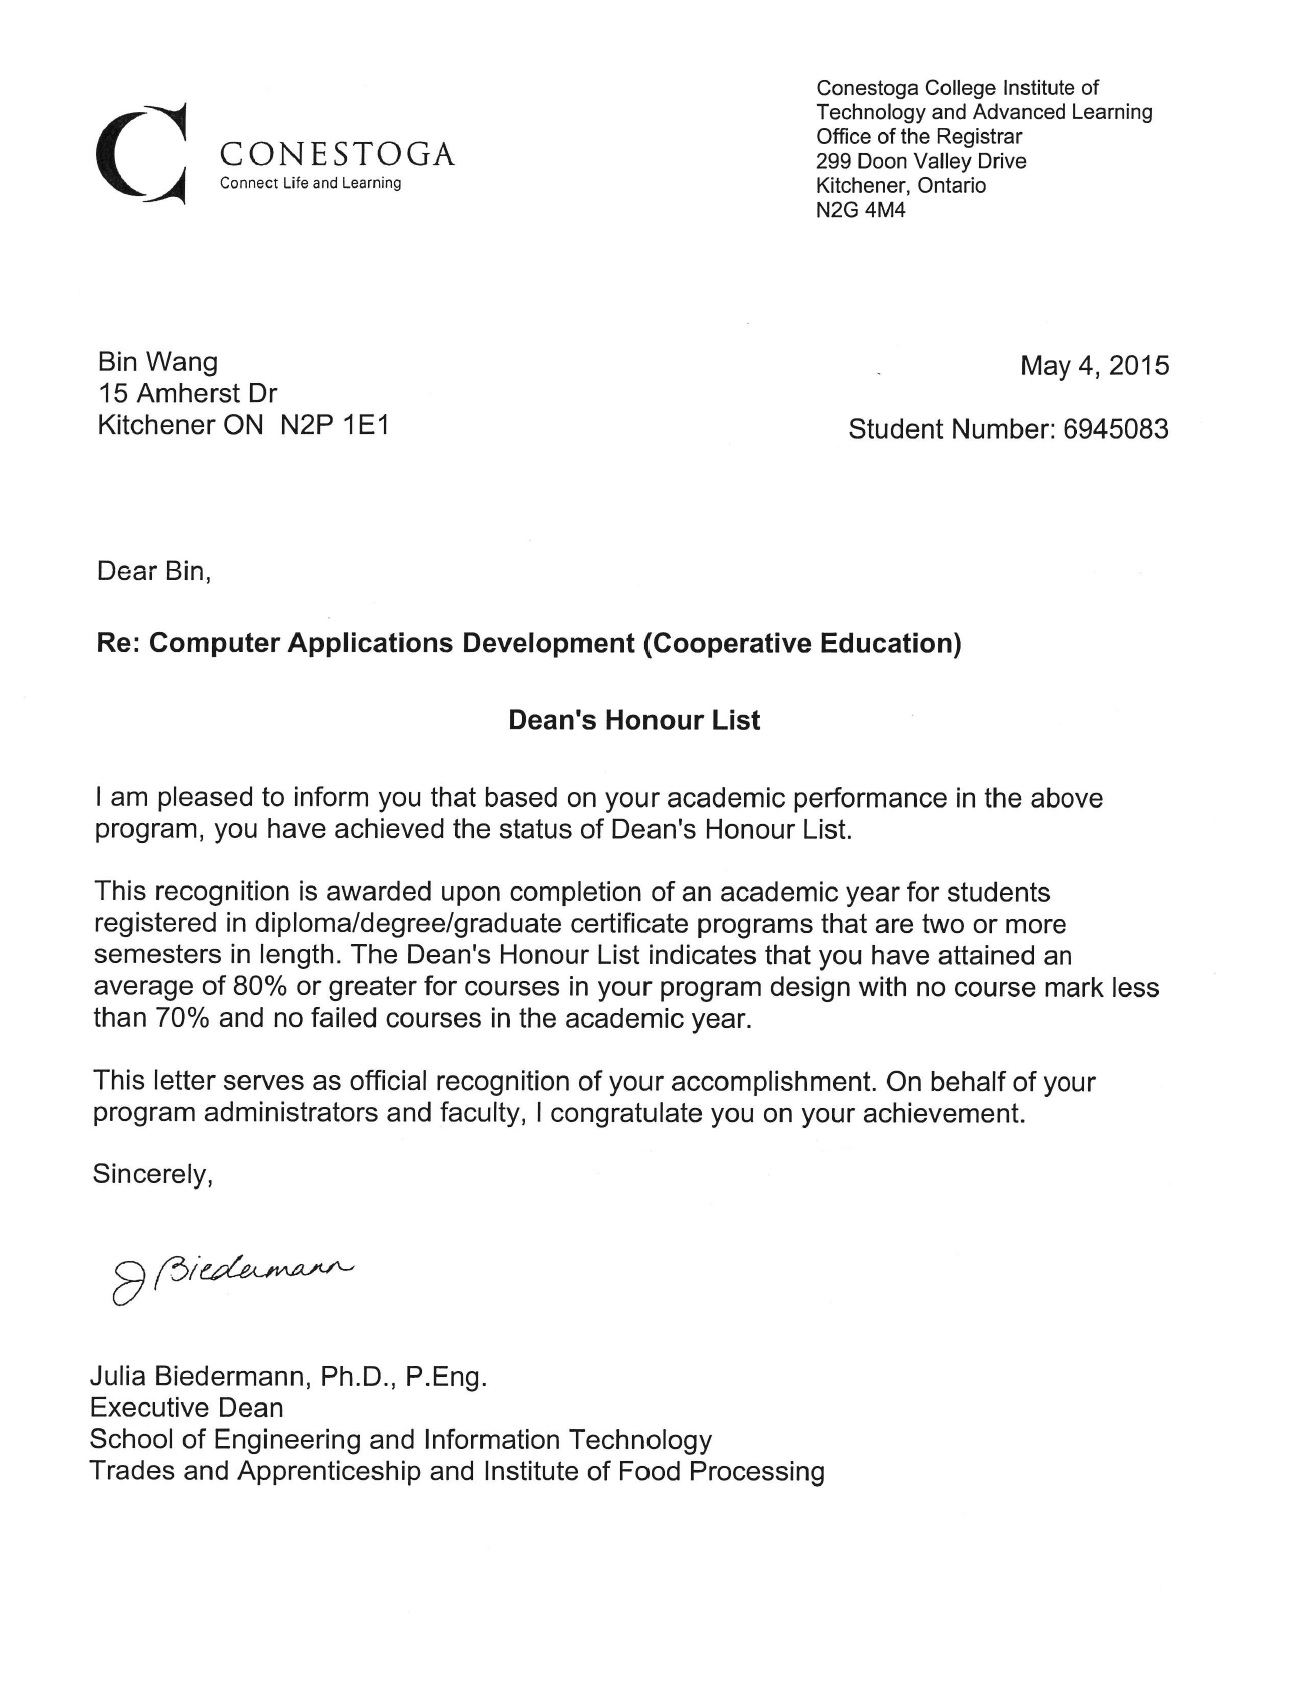 CONESTOGA
Connect Life and Learning
Conestoga College Institute of
Technology and Advanced Learning
Office of the Registrar
299 Doon Valley Drive
Kitchener, Ontario
N2G 4M4
Bin Wang
15 Amherst Dr
Kitchener ON N2P 1E1
May 4, 2015
Student Number: 6945083
Dear Bin,
Re: Computer Applications Development (Cooperative Education)
Dean's Honour List
I am pleased to inform you that based on your academic performance in the above
program, you have achieved the status of Dean's Honour List.
This recognition is awarded upon completion of an academic year for students
registered in diploma/degree/graduate certificate programs that are two or more
semesters in length. The Dean's Honour List indicates that you have attained an
average of 80% or greater for courses in your program design with no course mark less
than 70% and no failed courses in the academic year.
This letter serves as official recognition of your accomplishment. On behalf of your
program administrators and faculty, I congratulate you on your achievement.
Sincerely,
J Biedermann
Julia Biedermann, Ph.D., P.Eng.
Executive Dean
School of Engineering and Information Technology
Trades and Apprenticeship and Institute of Food Processing